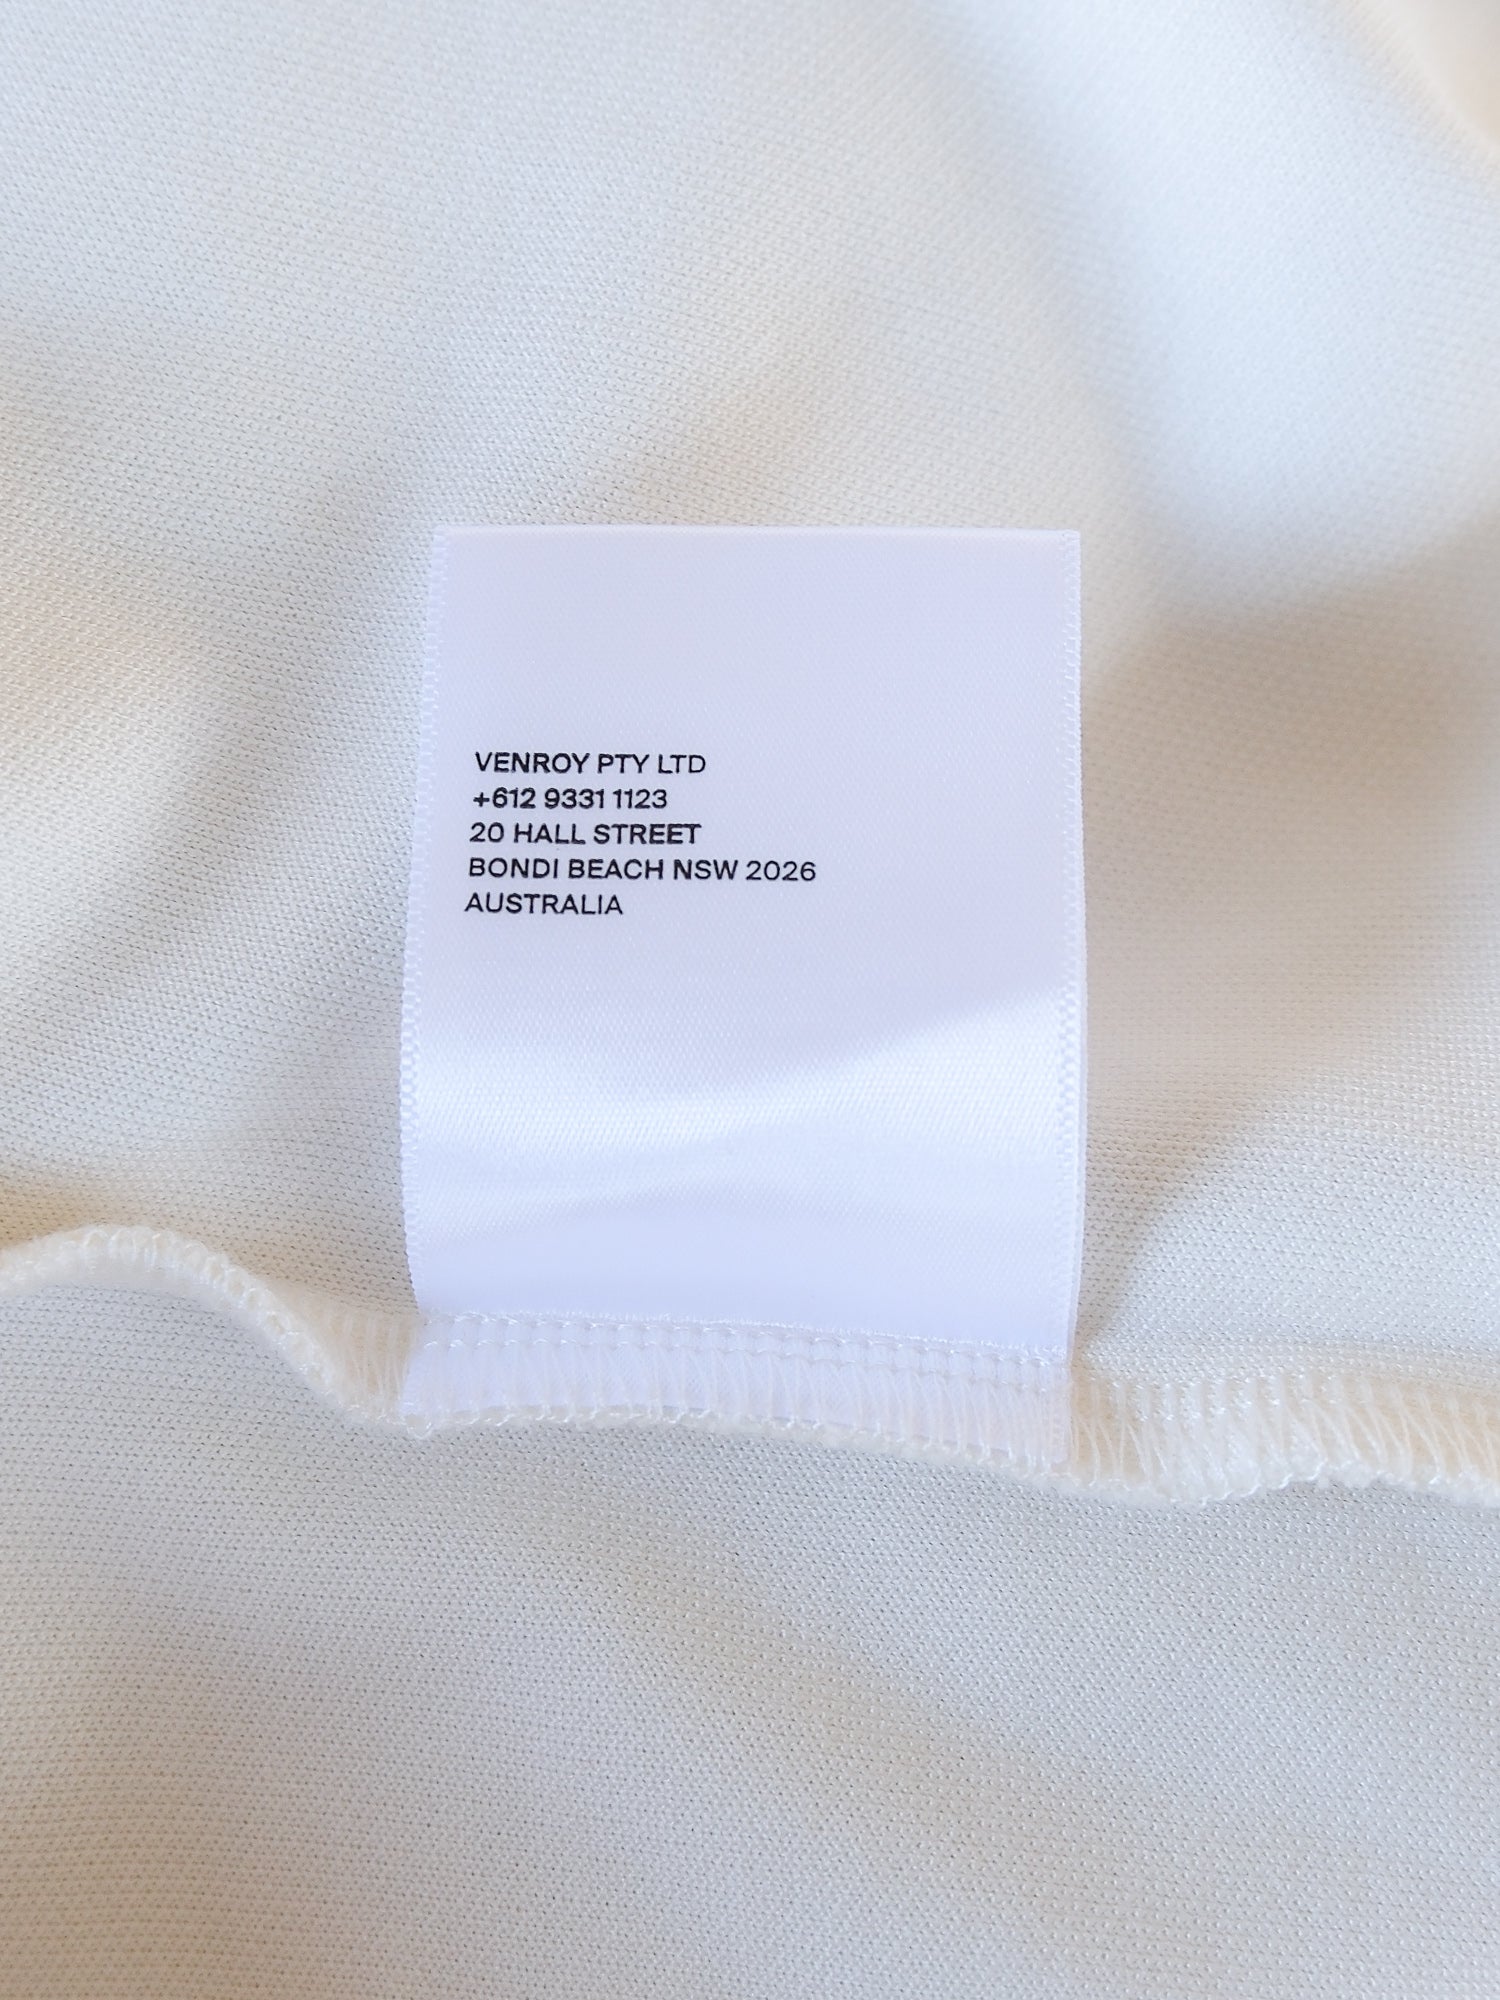 VENROY PTY LTD
+612 9331 1123
20 HALL STREET
BONDI BEACH NSW 2026
AUSTRALIA